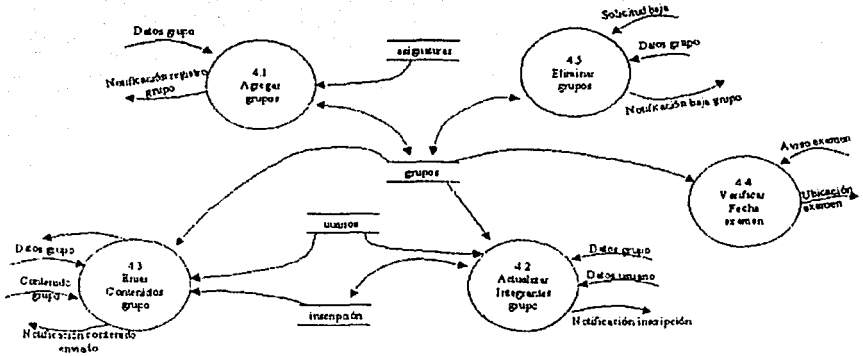 Datos grupo
Notificación registro
grupo
4.1
Agregar
grupos
asignaturas
Solicitud baja
4.5
Eliminar
grupos
Datos grupo
Notificación baja grupo
grupos
Aviso examen
4.4
Verificar
Fecha
examen
Ubicación
examen
usuarios
Datos grupo
4.3
Enviar
Contenidos
grupo
Contenido
grupo
Notificación contenido
enviado
inscripción
4.2
Actualizar
Integrantes
grupo
Datos grupo
Datos usuario
Notificación inscripción